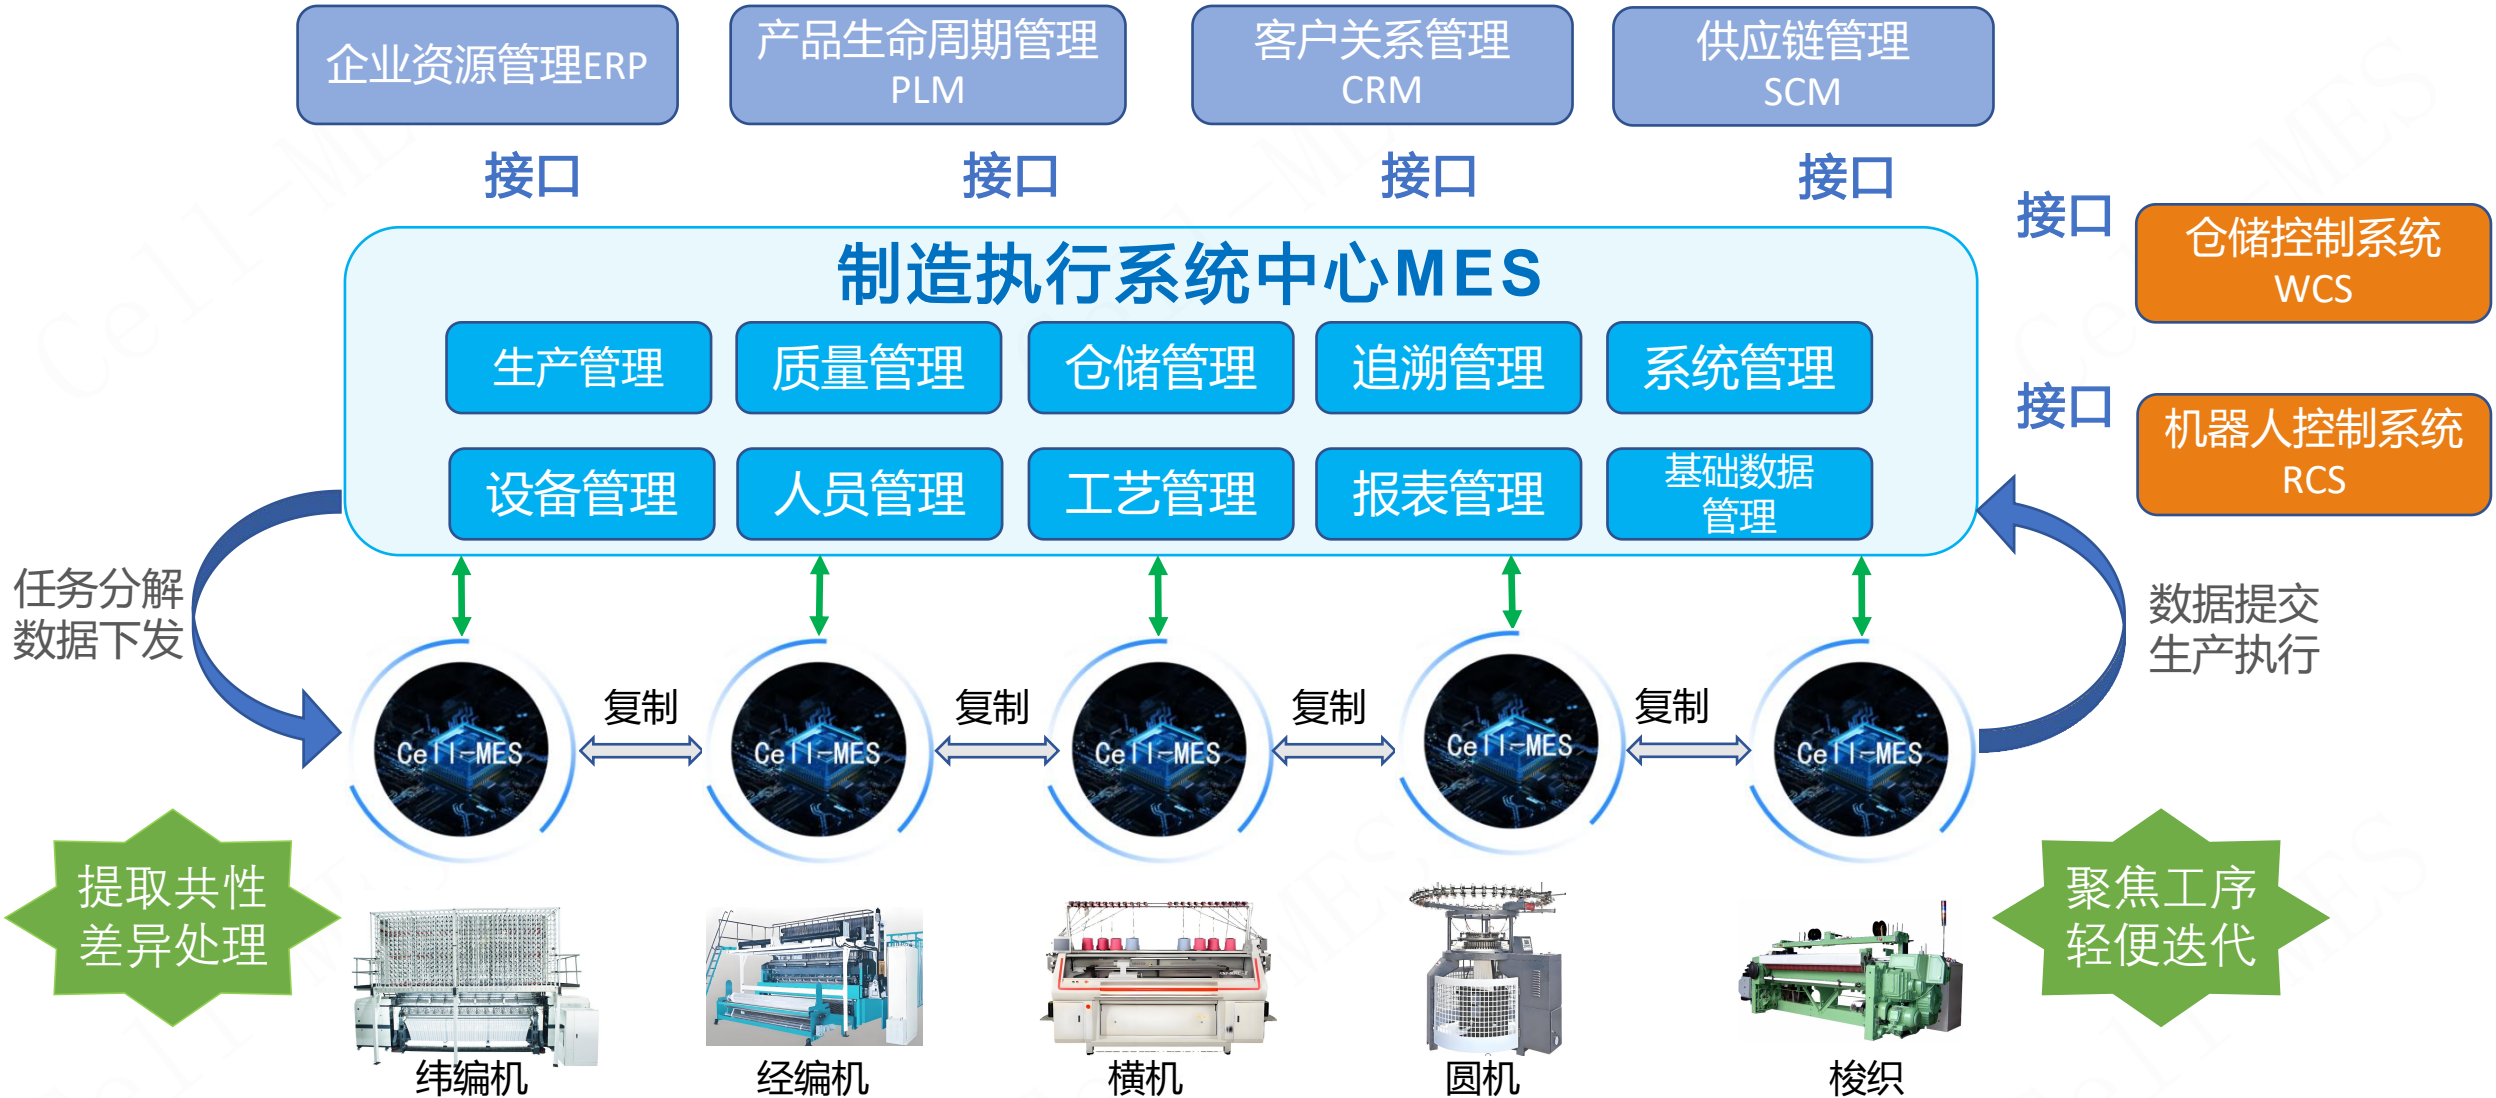 企业资源管理ERP
产品生命周期管理
PLM
客户关系管理
CRM
供应链管理
SCM
接口
接口
接口
接口
接口
仓储控制系统
WCS
制造执行系统中心MES
生产管理
质量管理
仓储管理
追溯管理
系统管理
接口
机器人控制系统
RCS
设备管理
人员管理
工艺管理
报表管理
基础数据
管理
任务分解
数据下发
数据提交
生产执行
Cell-MES
复制
Cell-MES
复制
Cell-MES
复制
Cell-MES
复制
Cell-MES
提取共性
差异处理
聚焦工序
轻便迭代
纬编机
经编机
横机
圆机
梭织